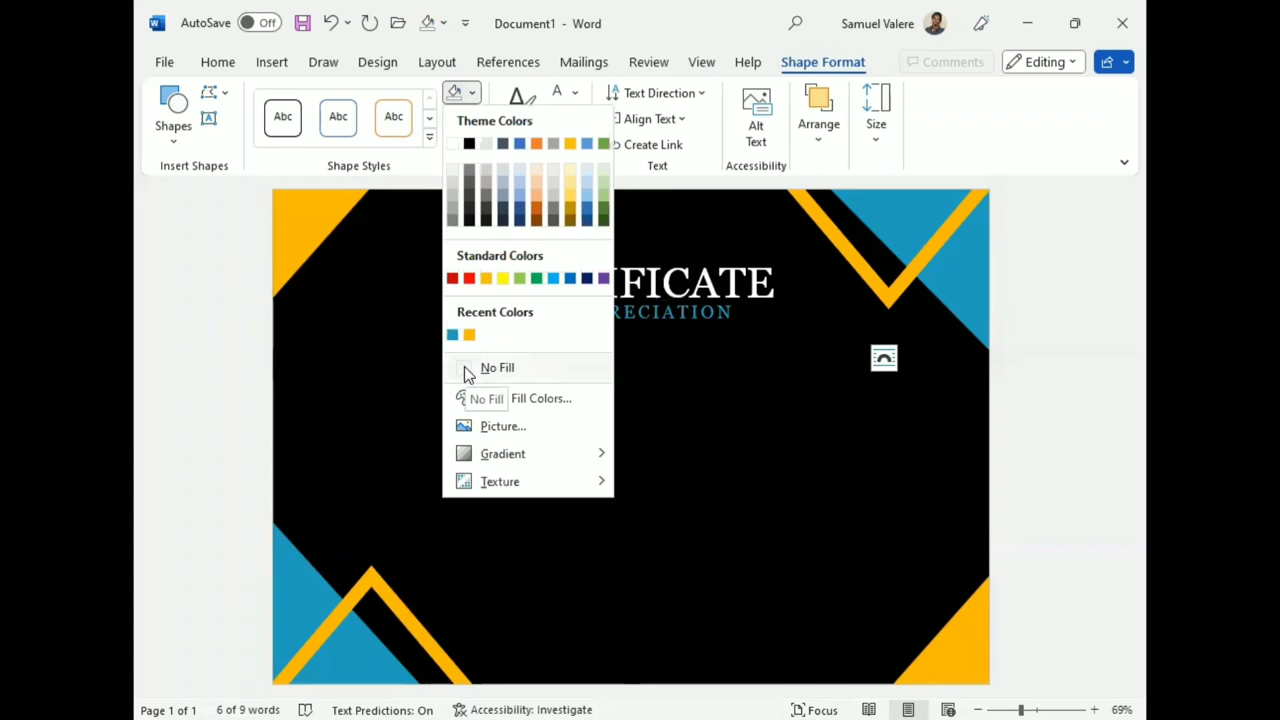 AutoSave Off Document1 - Word Samuel Valere
File Home Insert Draw Design Layout References Mailings Review View Help Shape Format Comments Editing
Shapes
Abc Abc Abc
Text Direction
Align Text
Create Link
Alt
Text
Arrange
Size
Insert Shapes Shape Styles Text Accessibility
Theme Colors
Standard Colors
Recent Colors
No Fill
No Fill Fill Colors...
Picture...
Gradient
Texture
IFICATE
RECIATION
Page 1 of 1 6 of 9 words Text Predictions: On Accessibility: Investigate Focus 69%